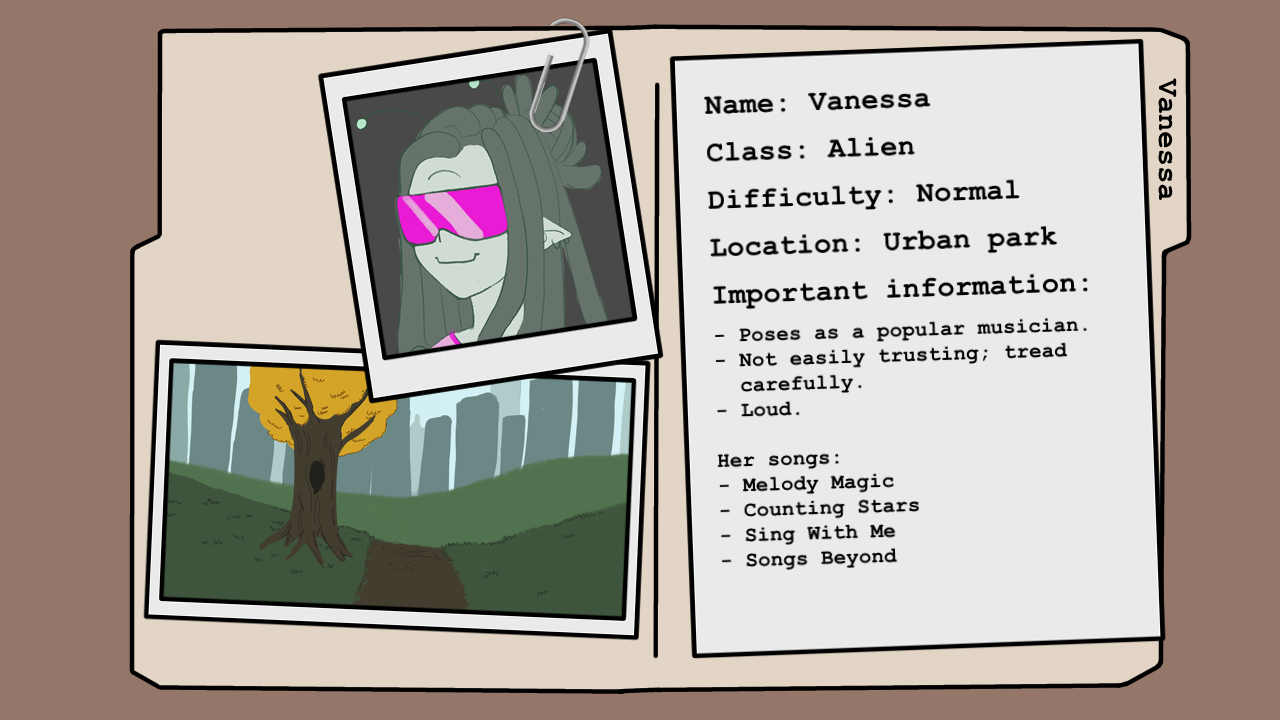 Name: Vanessa
Class: Alien
Difficulty: Normal
Location: Urban park
Important information:
- Poses as a popular musician.
- Not easily trusting; tread
carefully.
- Loud.
Her songs:
- Melody Magic
- Counting Stars
- Sing With Me
- Songs Beyond
Vanessa